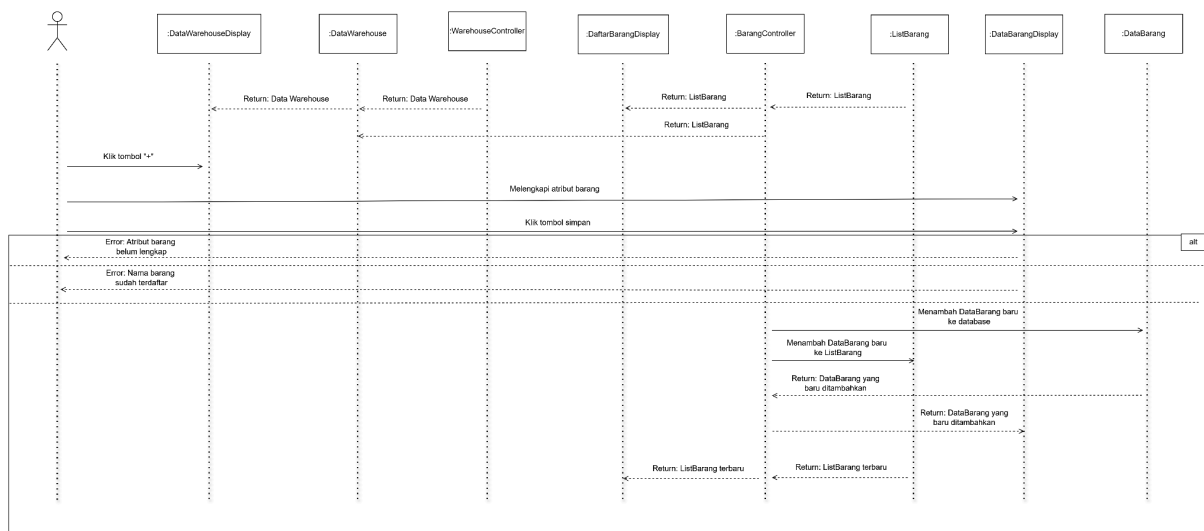 :DataWarehouseDisplay
:DataWarehouse
:WarehouseController
:DaftarBarangDisplay
:BarangController
:ListBarang
:DataBarangDisplay
:DataBarang
Return: Data Warehouse
Return: Data Warehouse
Return: ListBarang
Return: ListBarang
Return: ListBarang
Klik tombol "+"
Melengkapi atribut barang
Klik tombol simpan
alt
Error: Atribut barang
belum lengkap
Error: Nama barang
sudah terdaftar
Menambah DataBarang baru
ke database
Menambah DataBarang baru
ke ListBarang
Return: DataBarang yang
baru ditambahkan
Return: DataBarang yang
baru ditambahkan
Return: ListBarang terbaru
Return: ListBarang terbaru